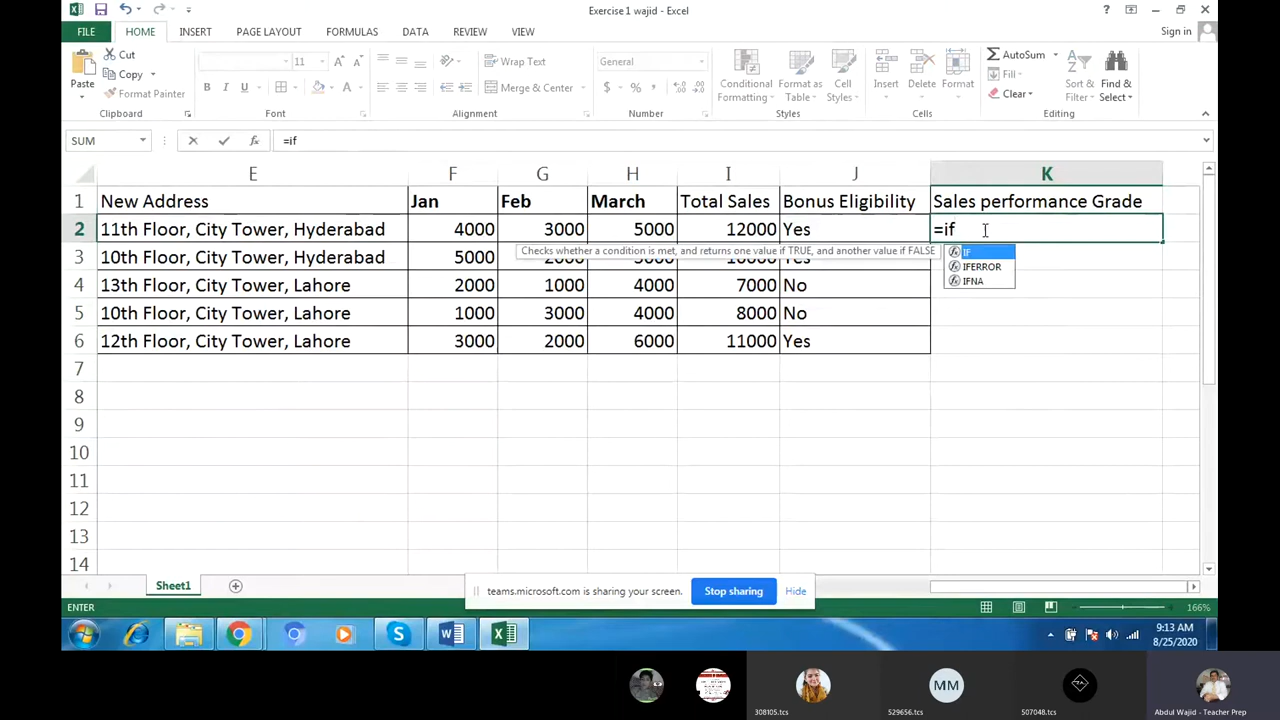 Exercise 1 wajid - Excel
FILE HOME INSERT PAGE LAYOUT FORMULAS DATA REVIEW VIEW Sign in
Cut
Copy
Format Painter
Paste
Clipboard
11
Font
Wrap Text
Merge & Center
Alignment
General
$ % ,
Number
Conditional Formatting
Format as Table
Cell Styles
Styles
Insert Delete Format
Cells
AutoSum
Fill
Clear
Sort & Filter
Find & Select
Editing
SUM =if
E F G H I J K
1 New Address Jan Feb March Total Sales Bonus Eligibility Sales performance Grade
2 11th Floor, City Tower, Hyderabad 4000 3000 5000 12000 Yes =if
Checks whether a condition is met, and returns one value if TRUE, and another value if FALSE
IF
IFERROR
IFNA
3 10th Floor, City Tower, Hyderabad 5000
4 13th Floor, City Tower, Lahore 2000 1000 4000 7000 No
5 10th Floor, City Tower, Lahore 1000 3000 4000 8000 No
6 12th Floor, City Tower, Lahore 3000 2000 6000 11000 Yes
7
8
9
10
11
12
13
14
Sheet1
teams.microsoft.com is sharing your screen. Stop sharing Hide
ENTER 166%
9:13 AM
8/25/2020
MM
308105.tcs 529656.tcs 507048.tcs Abdul Wajid - Teacher Prep